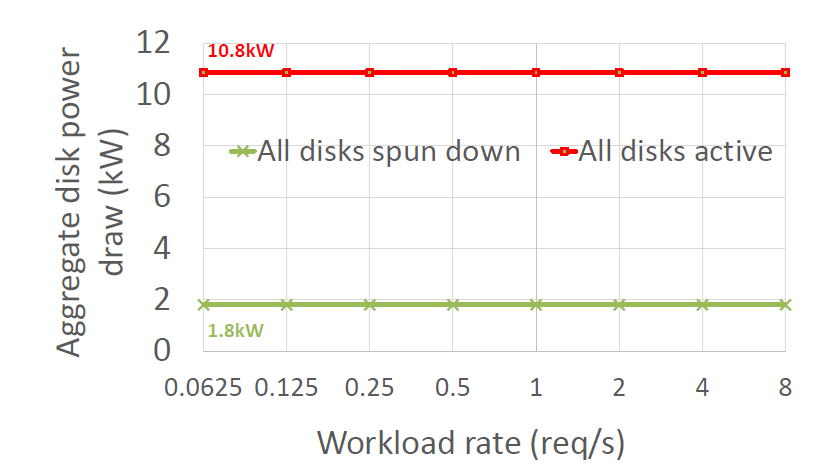 Aggregate disk power
draw (kW)
12
10
8
6
4
2
0
10.8kW
All disks spun down
All disks active
1.8kW
0.0625 0.125 0.25 0.5 1 2 4 8
Workload rate (req/s)